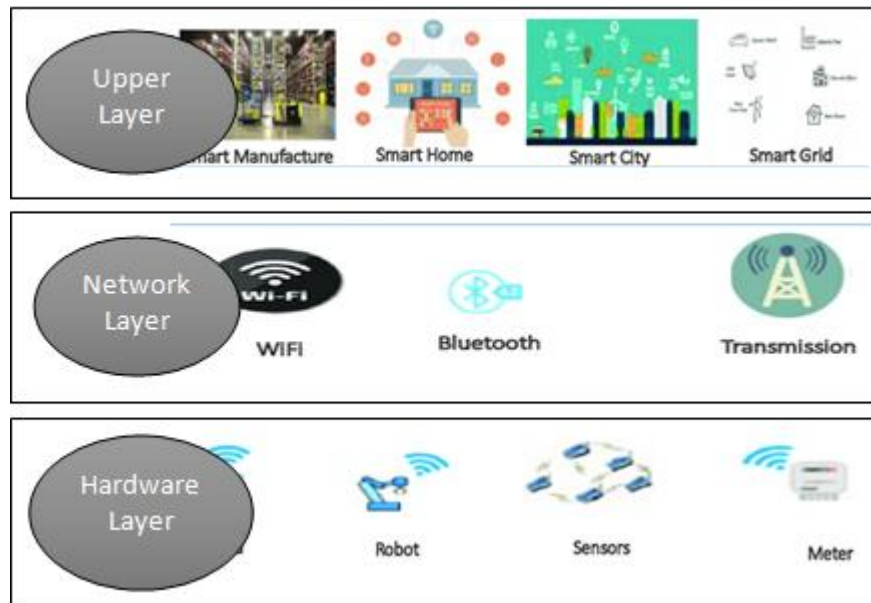 Upper
Layer
Smart Manufacture
Smart Home
Smart City
Smart Grid
Network
Layer
Wi-Fi
WiFi
Bluetooth
Transmission
Hardware
Layer
Robot
Sensors
Meter